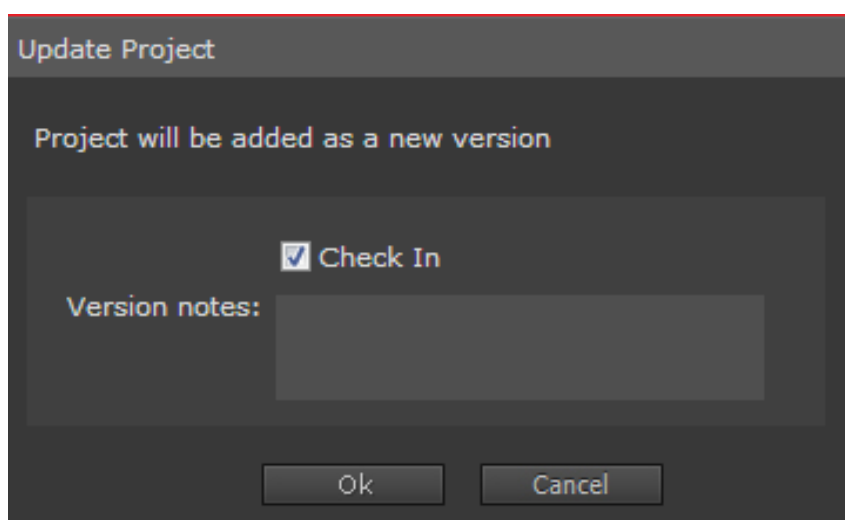 Update Project
Project will be added as a new version
Check In
Version notes:
Ok
Cancel